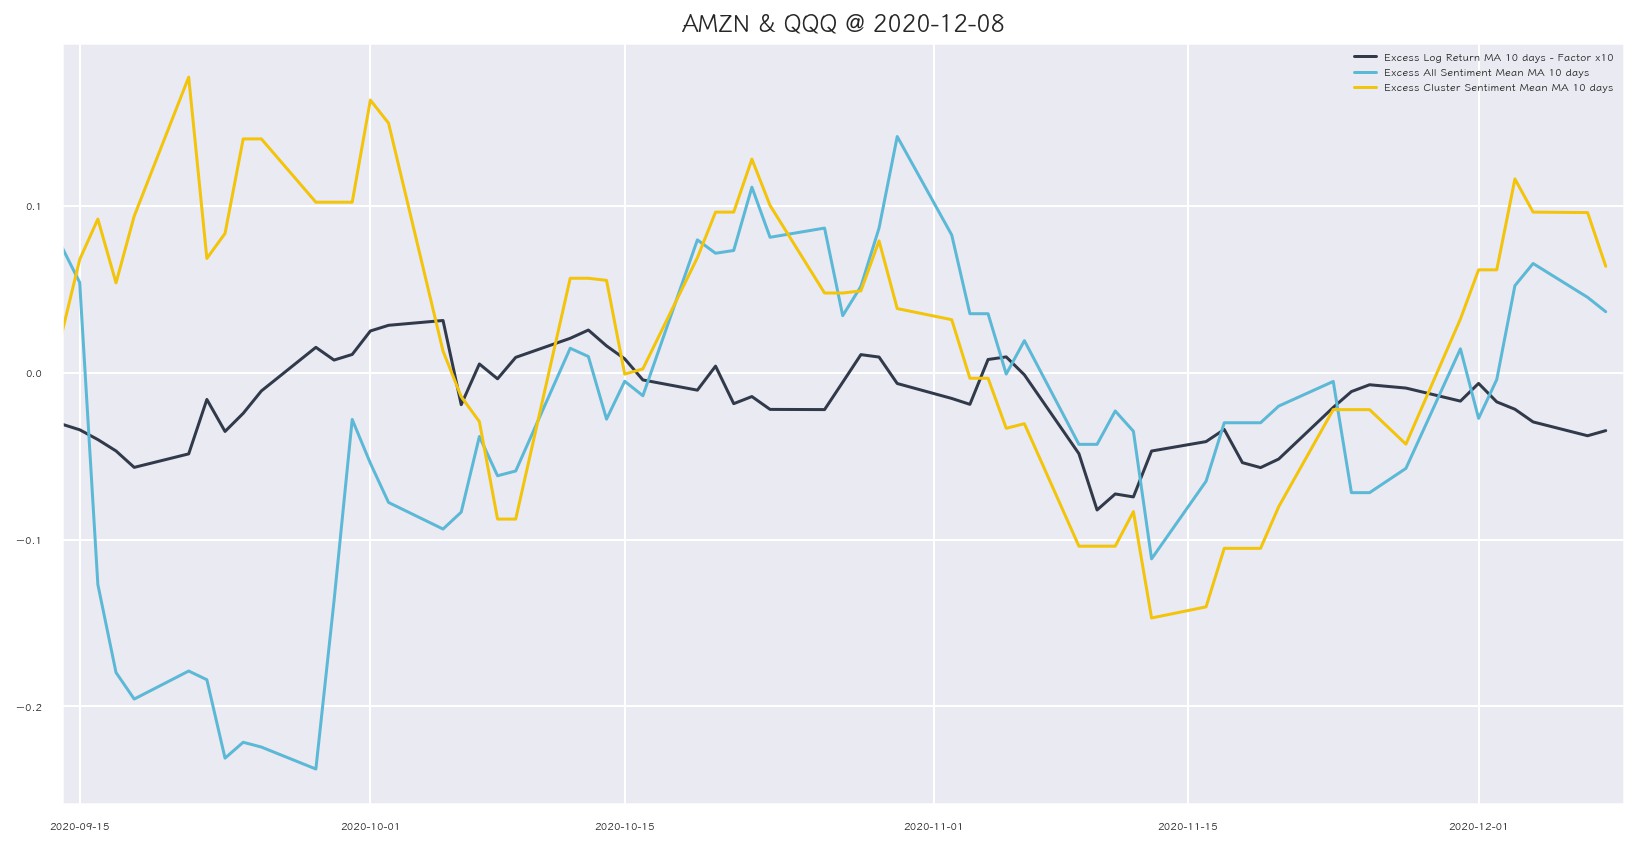 AMZN & QQQ @ 2020-12-08
Excess Log Return MA 10 days - Factor x10
Excess All Sentiment Mean MA 10 days
Excess Cluster Sentiment Mean MA 10 days
0.1
0.0
−0.1
−0.2
2020-09-15 2020-10-01 2020-10-15 2020-11-01 2020-11-15 2020-12-01